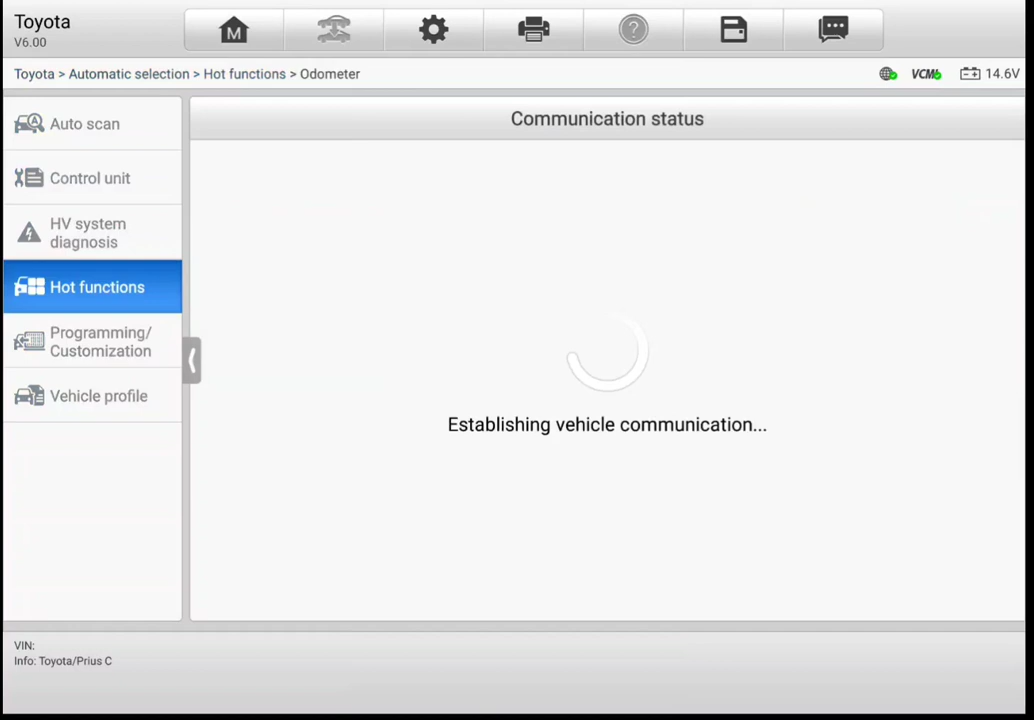 Toyota
V6.00
M
?
Toyota > Automatic selection > Hot functions > Odometer
VCMI
14.6V
Auto scan
Control unit
HV system
diagnosis
Hot functions
Programming/
Customization
Vehicle profile
Communication status
Establishing vehicle communication...
VIN:
Info: Toyota/Prius C